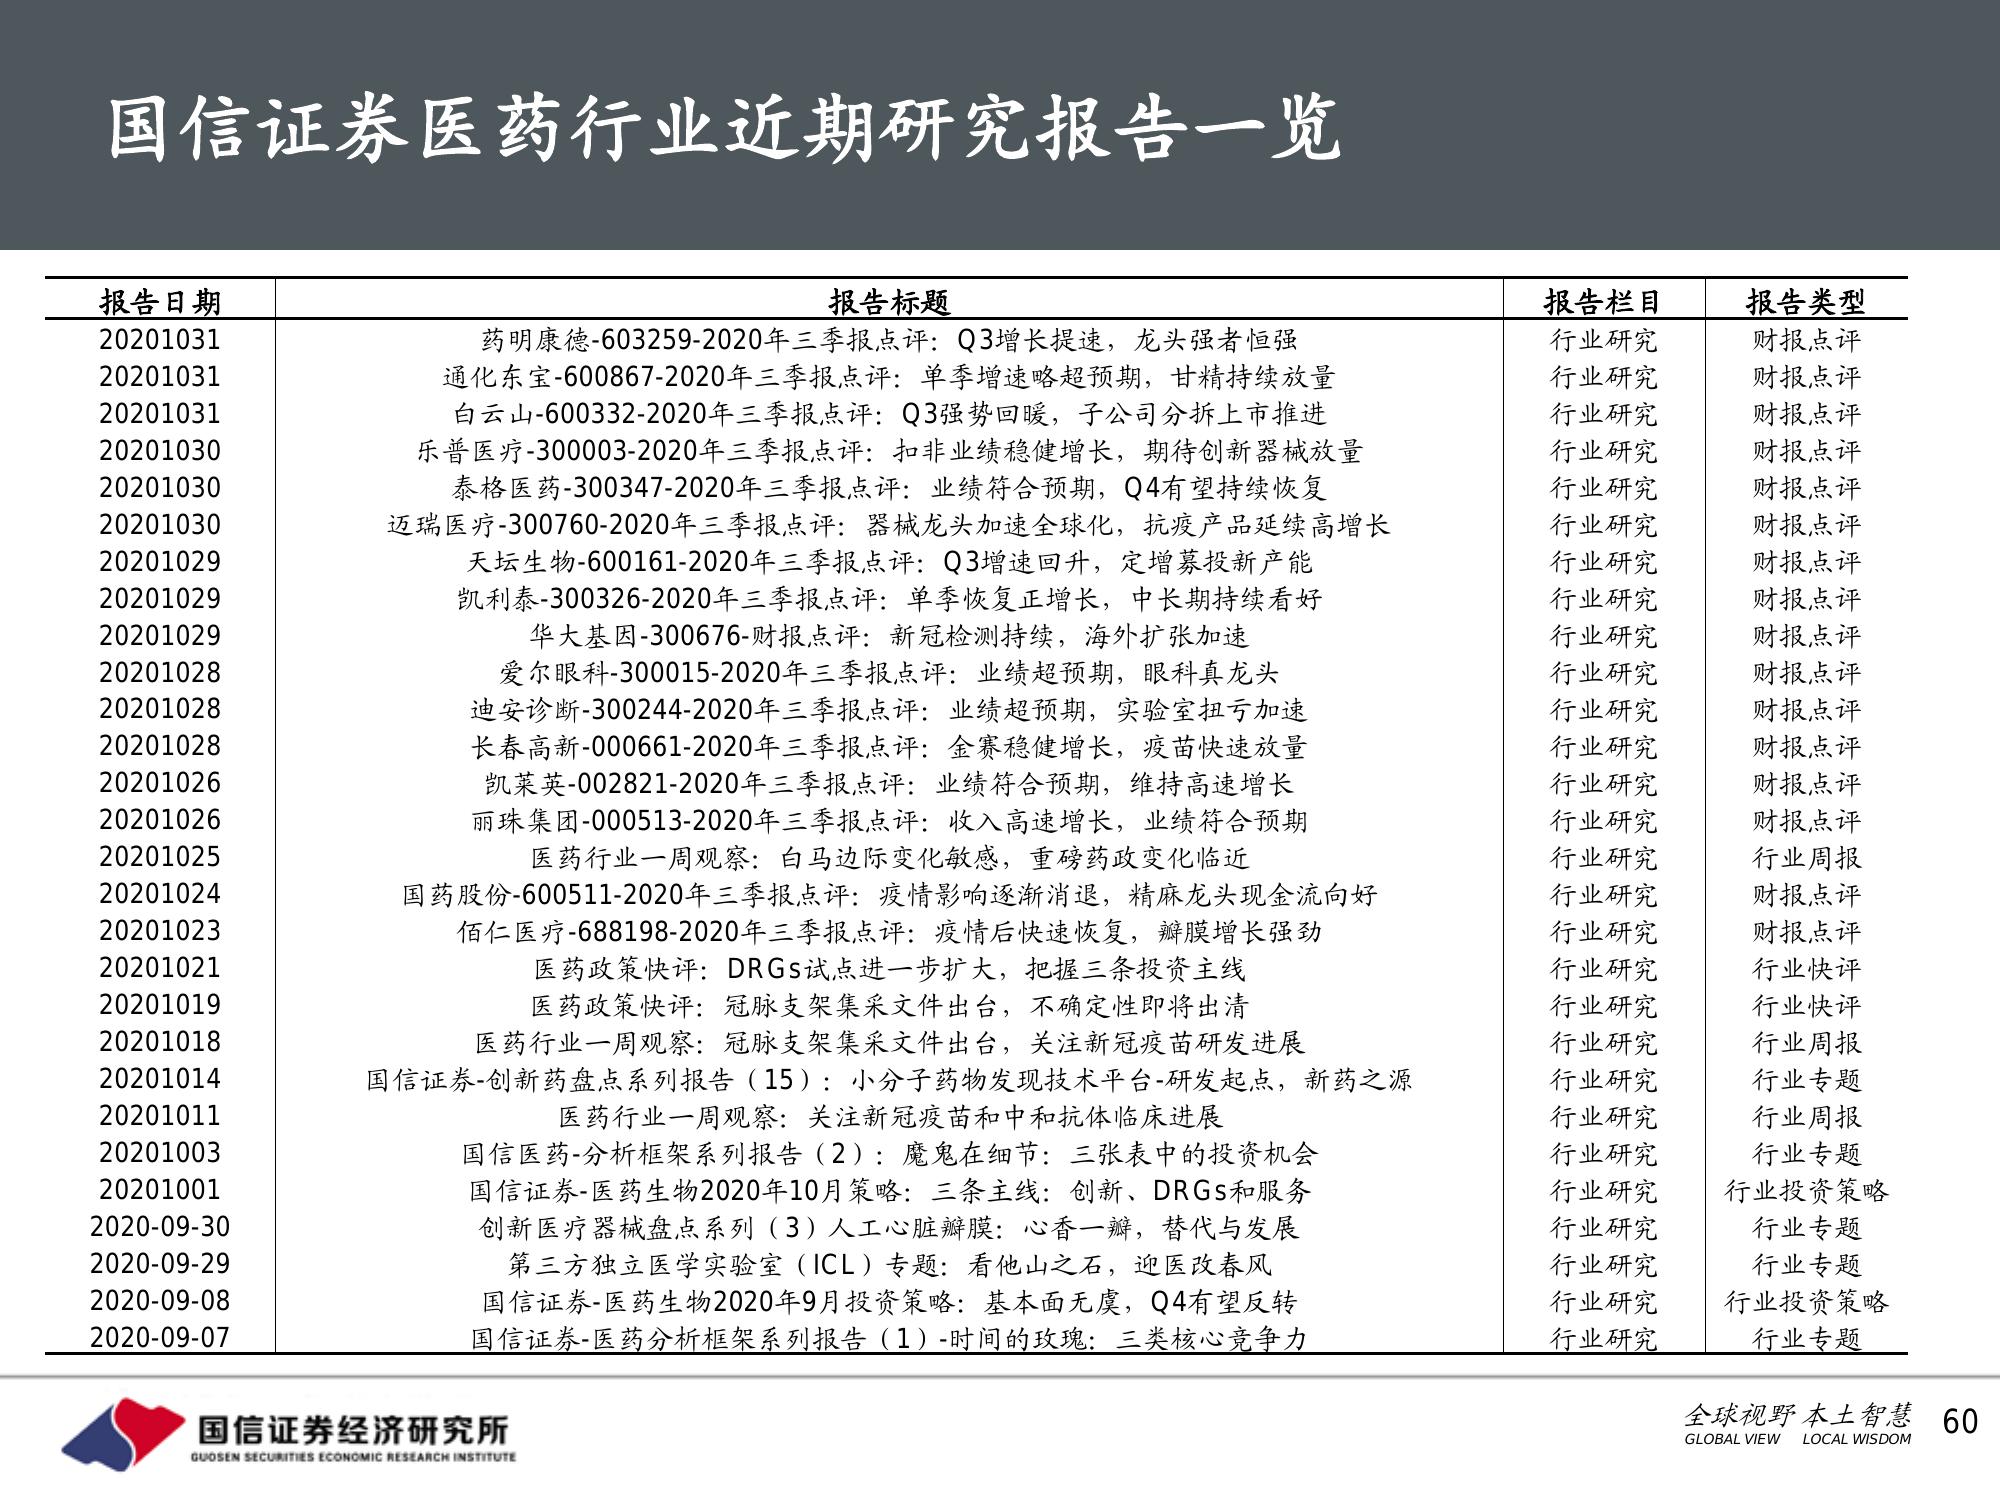 国信证券医药行业近期研究报告一览
报告日期 报告标题 报告栏目 报告类型
20201031 药明康德-603259-2020年三季报点评：Q3增长提速，龙头强者恒强 行业研究 财报点评
20201031 通化东宝-600867-2020年三季报点评：单季增速略超预期，甘精持续放量 行业研究 财报点评
20201031 白云山-600332-2020年三季报点评：Q3强势回暖，子公司分拆上市推进 行业研究 财报点评
20201030 乐普医疗-300003-2020年三季报点评：扣非业绩稳健增长，期待创新器械放量 行业研究 财报点评
20201030 泰格医药-300347-2020年三季报点评：业绩符合预期，Q4有望持续恢复 行业研究 财报点评
20201030 迈瑞医疗-300760-2020年三季报点评：器械龙头加速全球化，抗疫产品延续高增长 行业研究 财报点评
20201029 天坛生物-600161-2020年三季报点评：Q3增速回升，定增募投新产能 行业研究 财报点评
20201029 凯利泰-300326-2020年三季报点评：单季恢复正增长，中长期持续看好 行业研究 财报点评
20201029 华大基因-300676-财报点评：新冠检测持续，海外扩张加速 行业研究 财报点评
20201028 爱尔眼科-300015-2020年三季报点评：业绩超预期，眼科真龙头 行业研究 财报点评
20201028 迪安诊断-300244-2020年三季报点评：业绩超预期，实验室扭亏加速 行业研究 财报点评
20201028 长春高新-000661-2020年三季报点评：金赛稳健增长，疫苗快速放量 行业研究 财报点评
20201026 凯莱英-002821-2020年三季报点评：业绩符合预期，维持高速增长 行业研究 财报点评
20201026 丽珠集团-000513-2020年三季报点评：收入高速增长，业绩符合预期 行业研究 财报点评
20201025 医药行业一周观察：白马边际变化敏感，重磅药政变化临近 行业研究 行业周报
20201024 国药股份-600511-2020年三季报点评：疫情影响逐渐消退，精麻龙头现金流向好 行业研究 财报点评
20201023 佰仁医疗-688198-2020年三季报点评：疫情后快速恢复，瓣膜增长强劲 行业研究 财报点评
20201021 医药政策快评：DRGs试点进一步扩大，把握三条投资主线 行业研究 行业快评
20201019 医药政策快评：冠脉支架集采文件出台，不确定性即将出清 行业研究 行业快评
20201018 医药行业一周观察：冠脉支架集采文件出台，关注新冠疫苗研发进展 行业研究 行业周报
20201014 国信证券-创新药盘点系列报告（15）：小分子药物发现技术平台-研发起点，新药之源 行业研究 行业专题
20201011 医药行业一周观察：关注新冠疫苗和中和抗体临床进展 行业研究 行业周报
20201003 国信医药-分析框架系列报告（2）：魔鬼在细节：三张表中的投资机会 行业研究 行业专题
20201001 国信证券-医药生物2020年10月策略：三条主线：创新、DRGs和服务 行业研究 行业投资策略
2020-09-30 创新医疗器械盘点系列（3）人工心脏瓣膜：心香一瓣，替代与发展 行业研究 行业专题
2020-09-29 第三方独立医学实验室（ICL）专题：看他山之石，迎医改春风 行业研究 行业专题
2020-09-08 国信证券-医药生物2020年9月投资策略：基本面无虞，Q4有望反转 行业研究 行业投资策略
2020-09-07 国信证券-医药分析框架系列报告（1）-时间的玫瑰：三类核心竞争力 行业研究 行业专题
国信证券经济研究所
GUOSEN SECURITIES ECONOMIC RESEARCH INSTITUTE
全球视野 本土智慧
GLOBAL VIEW LOCAL WISDOM
60